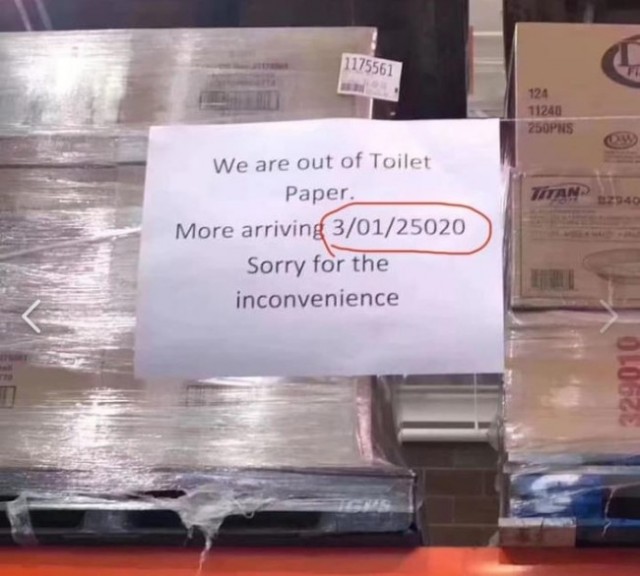 1175561
124
11240
250PNS
We are out of Toilet
Paper.
More arriving 3/01/25020
Sorry for the
inconvenience
TITAN
329010